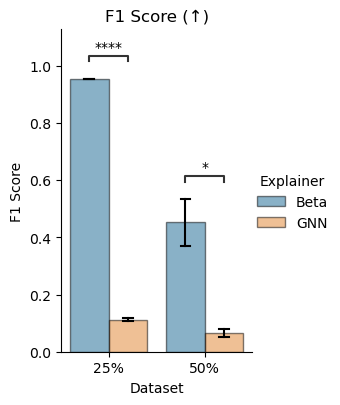 F1 Score (↑)
****
1.0
0.8
*
0.6
Explainer
Beta
GNN
0.4
0.2
0.0
25% 50%
F1 Score
Dataset